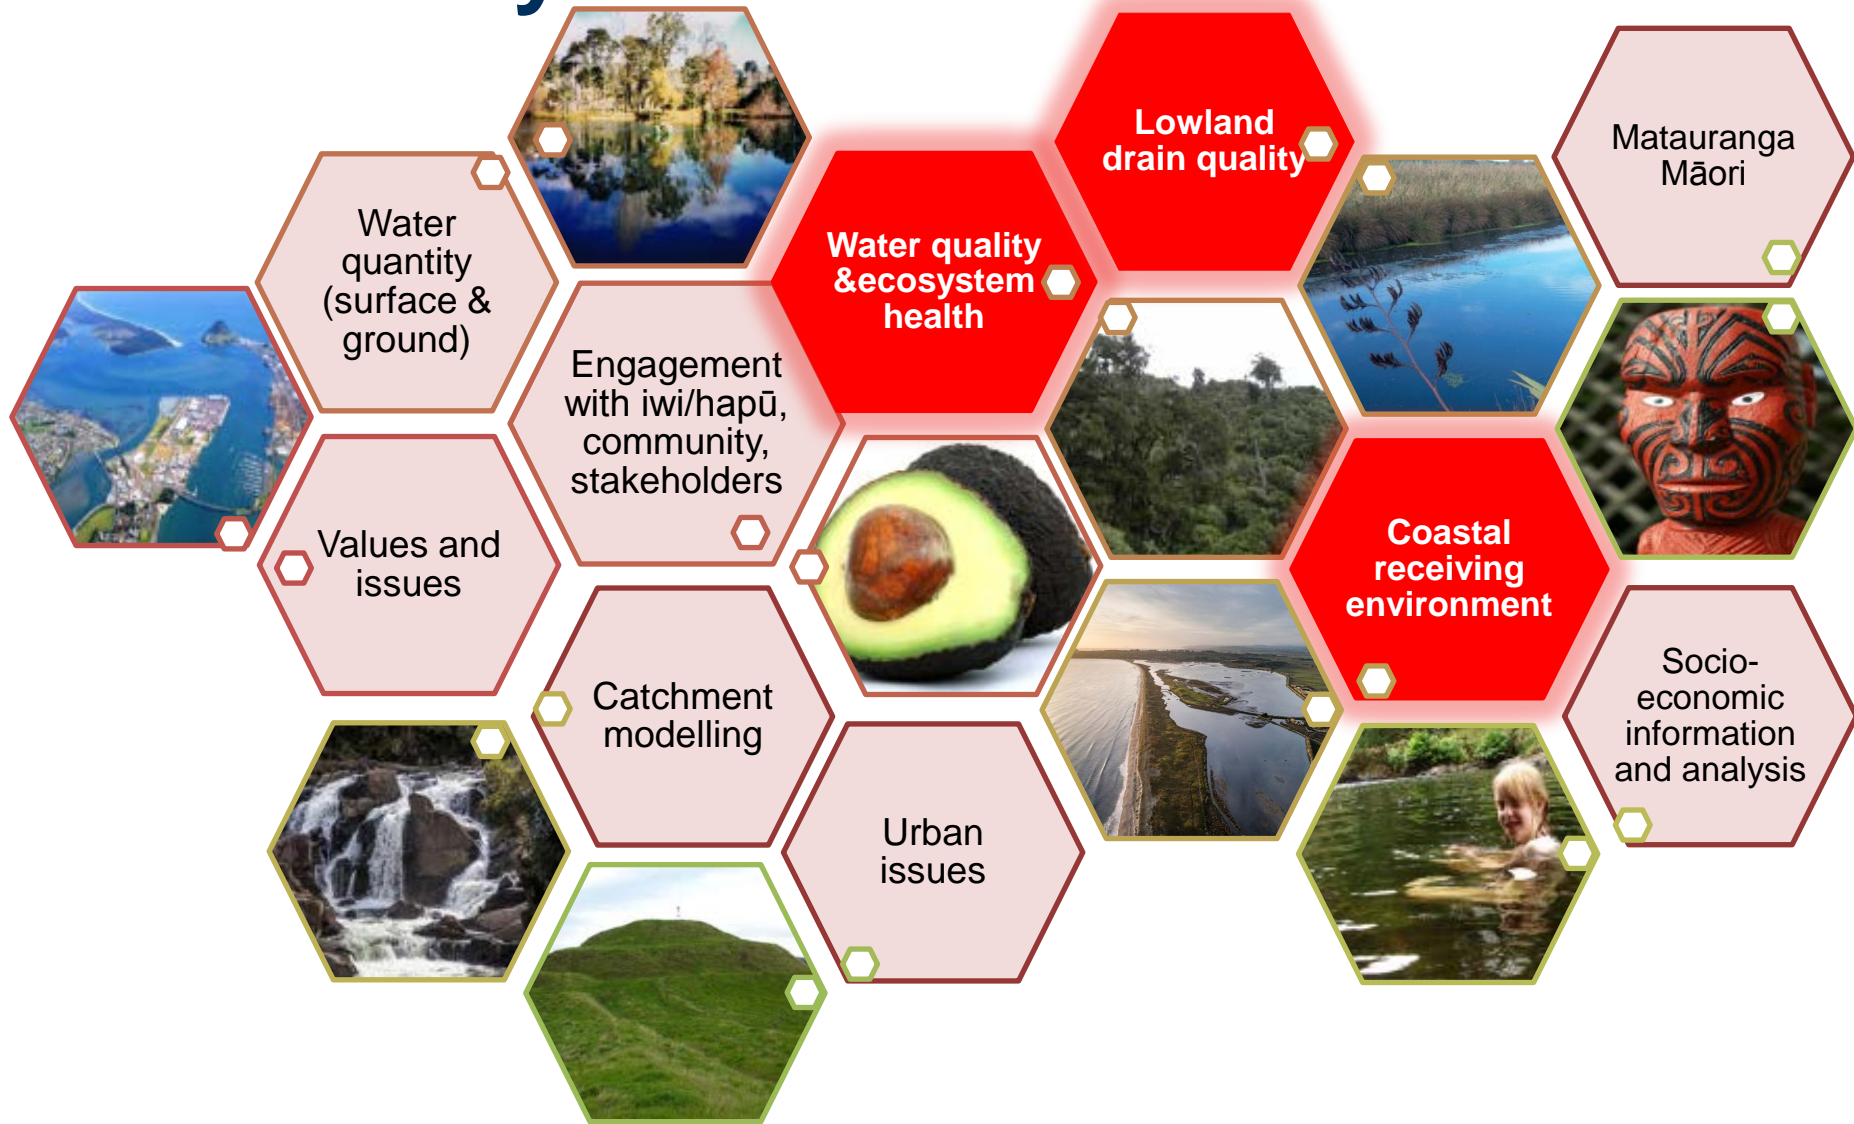 Water
quantity
(surface &
ground)
Values and
issues
Engagement
with iwi/hapū,
community,
stakeholders
Catchment
modelling
Water quality
&ecosystem
health
Urban
issues
Lowland
drain quality
Coastal
receiving
environment
Matauranga
Māori
Socio-
economic
information
and analysis